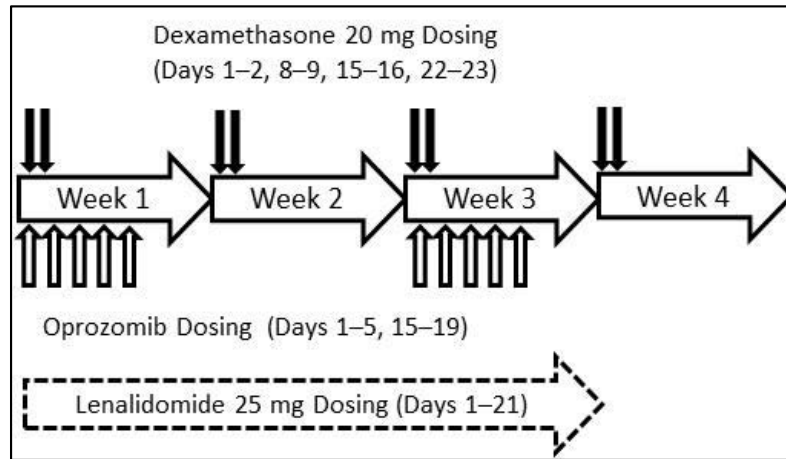 Dexamethasone 20 mg Dosing
(Days 1–2, 8–9, 15–16, 22–23)
Week 1
Week 2
Week 3
Week 4
Oprozomib Dosing (Days 1–5, 15–19)
Lenalidomide 25 mg Dosing (Days 1–21)